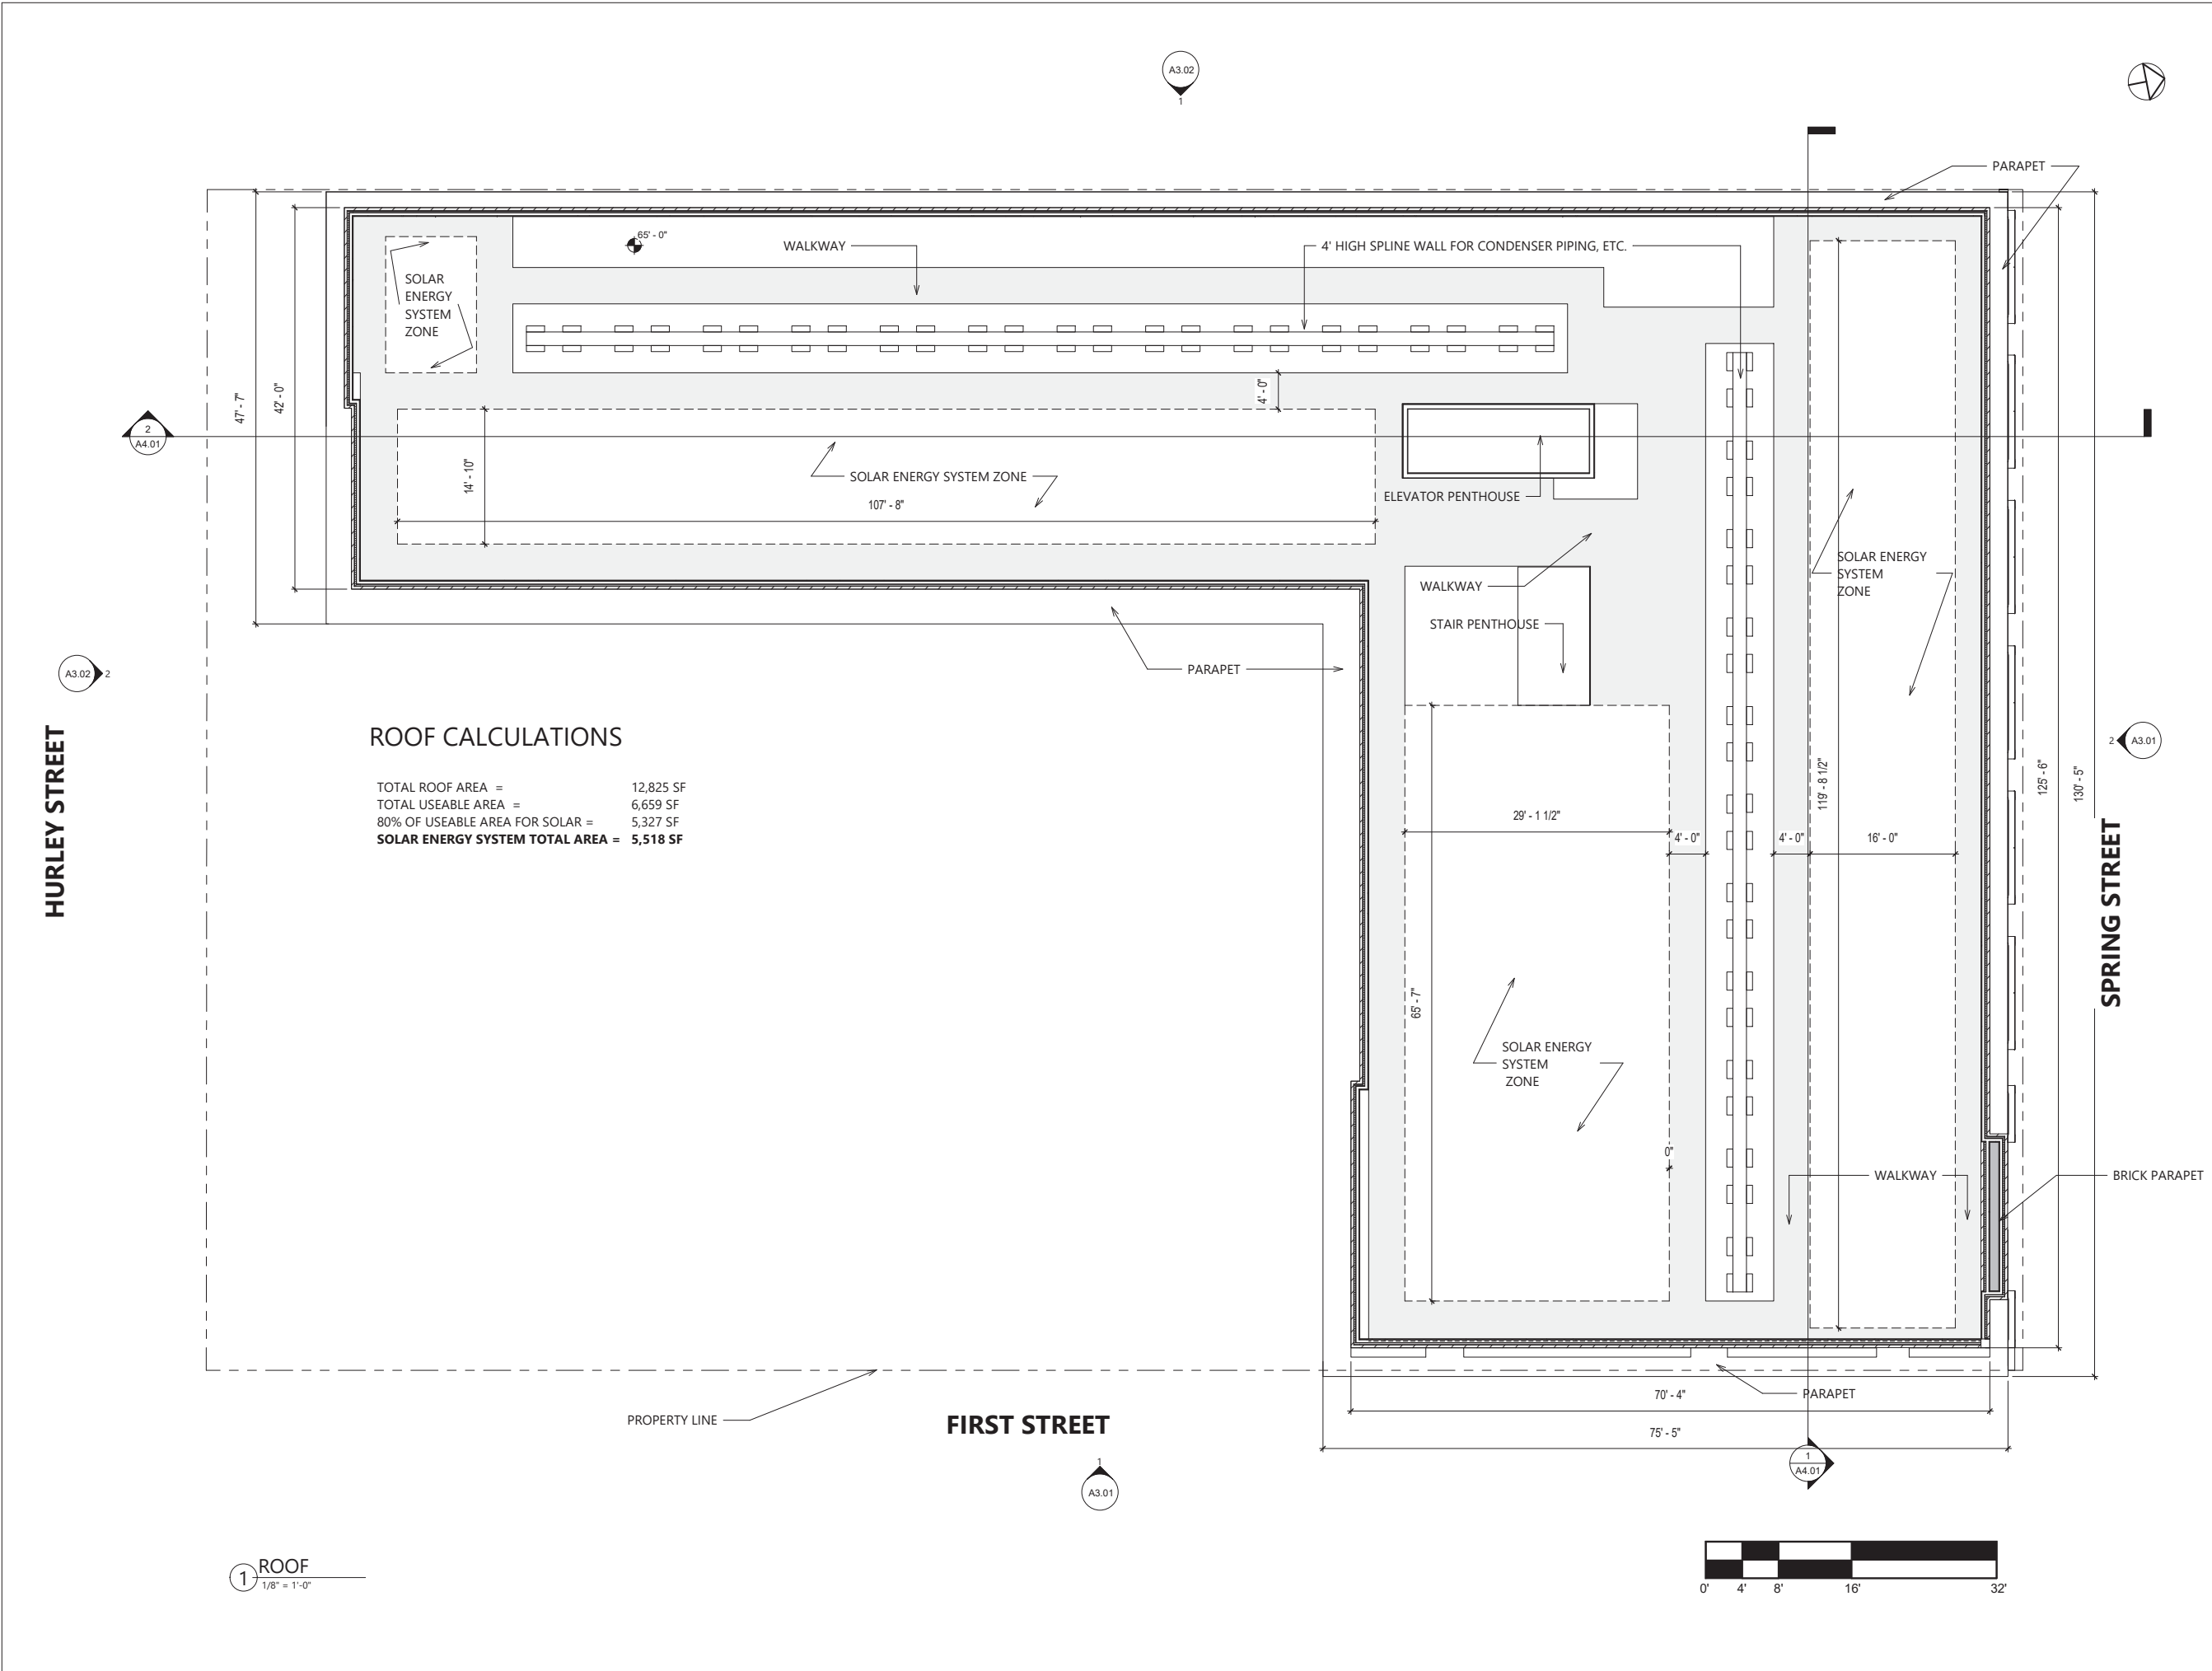 A3.02
1
PARAPET
65' - 0"
WALKWAY
4' HIGH SPLINE WALL FOR CONDENSER PIPING, ETC.
SOLAR
ENERGY
SYSTEM
ZONE
47' - 7"
42' - 0"
4' - 0"
2
A4.01
14' - 10"
SOLAR ENERGY SYSTEM ZONE
107' - 8"
ELEVATOR PENTHOUSE
SOLAR ENERGY
SYSTEM
ZONE
WALKWAY
STAIR PENTHOUSE
A3.02
2
PARAPET
HURLEY STREET
ROOF CALCULATIONS
TOTAL ROOF AREA = 12,825 SF
TOTAL USEABLE AREA = 6,659 SF
80% OF USEABLE AREA FOR SOLAR = 5,327 SF
SOLAR ENERGY SYSTEM TOTAL AREA = 5,518 SF
2
A3.01
119' - 8 1/2"
125' - 6"
130' - 5"
29' - 1 1/2"
4' - 0"
4' - 0"
16' - 0"
SPRING STREET
65' - 7"
SOLAR ENERGY
SYSTEM
ZONE
0"
WALKWAY
BRICK PARAPET
PROPERTY LINE
FIRST STREET
70' - 4"
PARAPET
75' - 5"
1
A4.01
1
A3.01
1
ROOF
1/8" = 1'-0"
0' 4' 8' 16' 32'